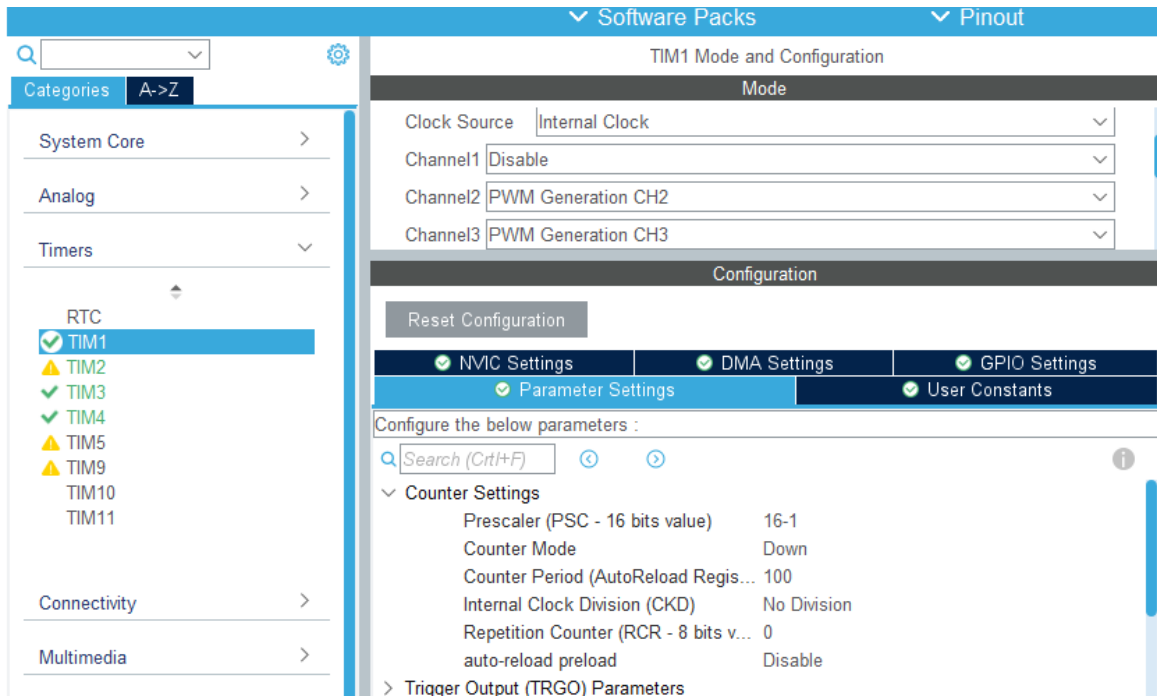 Software Packs Pinout
TIM1 Mode and Configuration
Categories A->Z
Mode
System Core
Analog
Timers
RTC
TIM1
TIM2
TIM3
TIM4
TIM5
TIM9
TIM10
TIM11
Connectivity
Multimedia
Clock Source Internal Clock
Channel1 Disable
Channel2 PWM Generation CH2
Channel3 PWM Generation CH3
Configuration
Reset Configuration
NVIC Settings DMA Settings GPIO Settings
Parameter Settings User Constants
Configure the below parameters :
Search (Crtl+F)
Counter Settings
Prescaler (PSC - 16 bits value) 16-1
Counter Mode Down
Counter Period (AutoReload Regis... 100
Internal Clock Division (CKD) No Division
Repetition Counter (RCR - 8 bits v... 0
auto-reload preload Disable
Trigger Output (TRGO) Parameters